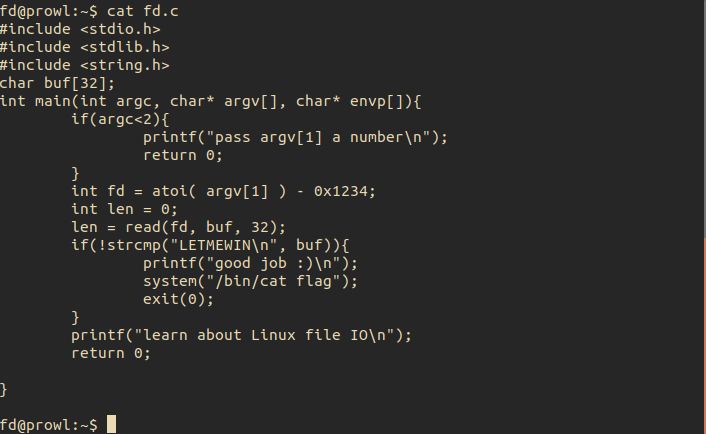 fd@prowl:~$ cat fd.c
#include <stdio.h>
#include <stdlib.h>
#include <string.h>
char buf[32];
int main(int argc, char* argv[], char* envp[]){
        if(argc<2){
                printf("pass argv[1] a number\n");
                return 0;
        }
        int fd = atoi( argv[1] ) - 0x1234;
        int len = 0;
        len = read(fd, buf, 32);
        if(!strcmp("LETMEWIN\n", buf)){
                printf("good job :)\n");
                system("/bin/cat flag");
                exit(0);
        }
        printf("learn about Linux file IO\n");
        return 0;

}

fd@prowl:~$